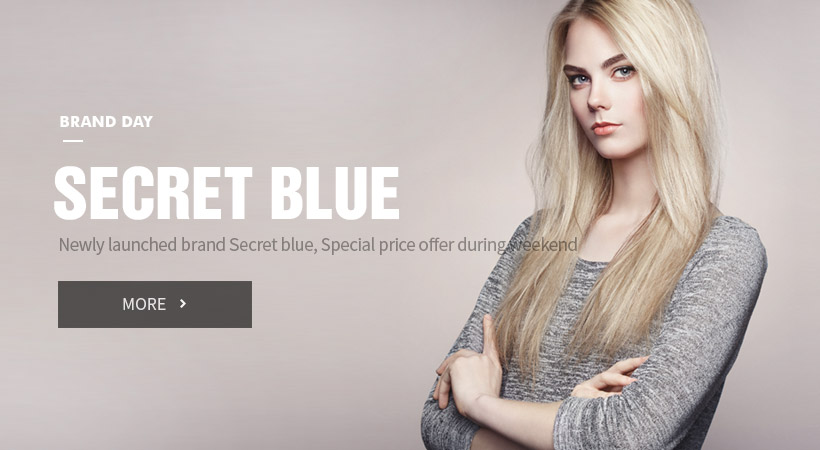 BRAND DAY
SECRET BLUE
Newly launched brand Secret blue, Special price offer during weekend
MORE